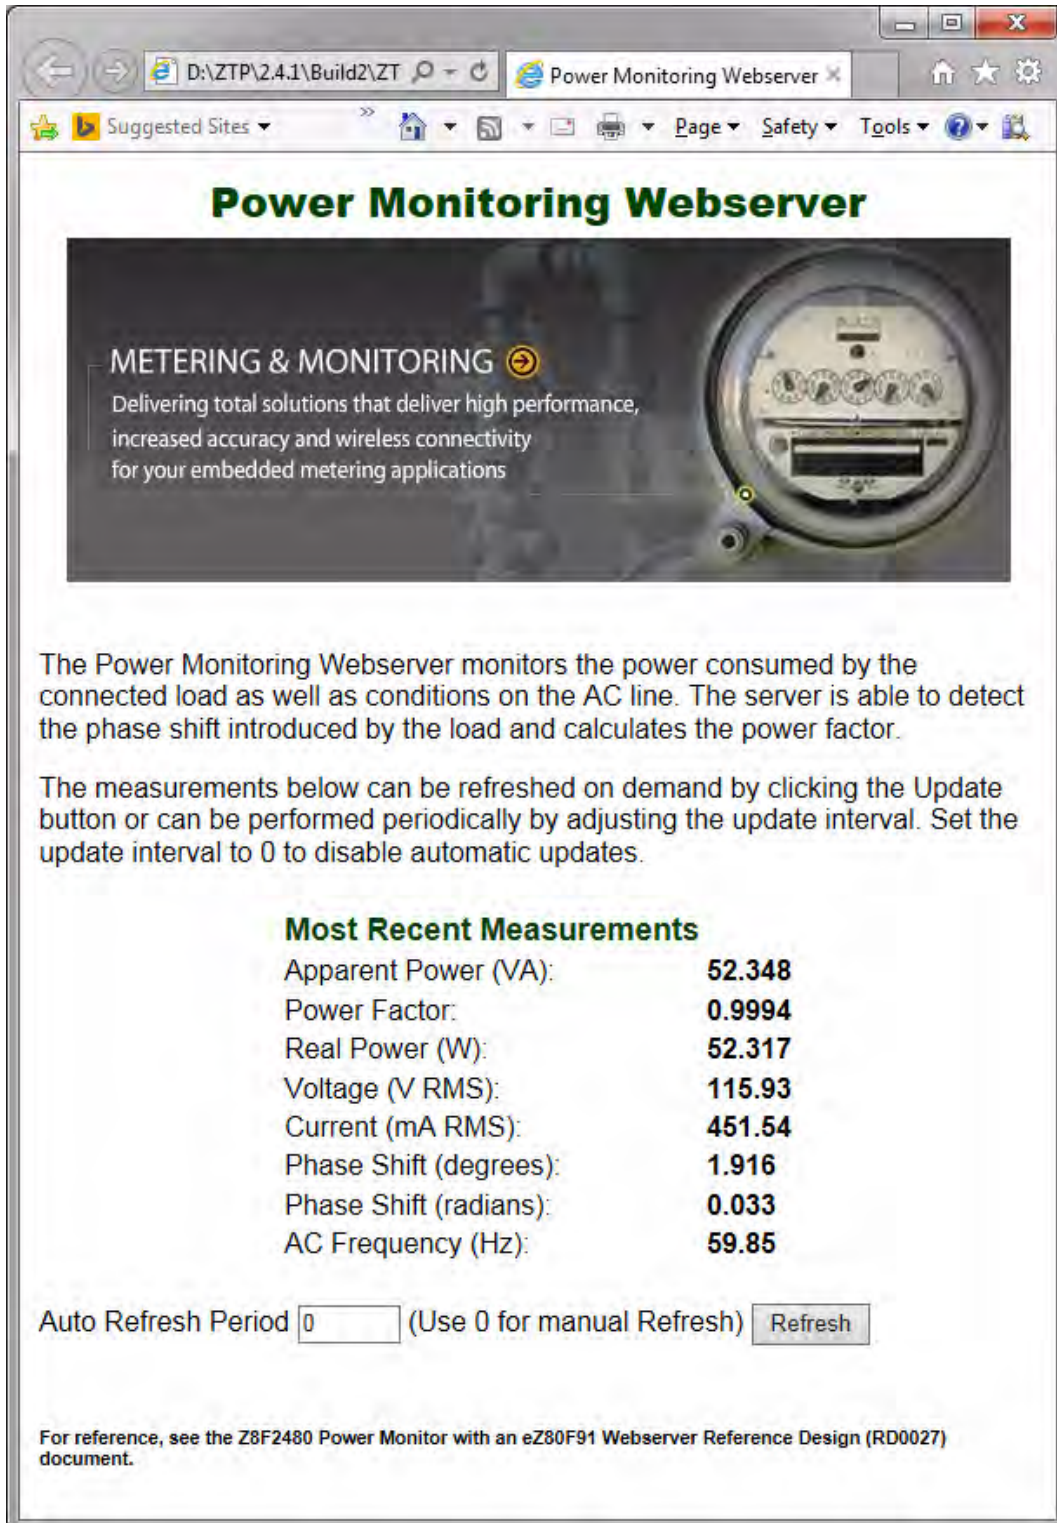 D:\ZTP\2.4.1\Build2\ZT
Power Monitoring Webserver
Suggested Sites
Page
Safety
Tools
Power Monitoring Webserver
METERING & MONITORING
Delivering total solutions that deliver high performance,
increased accuracy and wireless connectivity
for your embedded metering applications
The Power Monitoring Webserver monitors the power consumed by the
connected load as well as conditions on the AC line. The server is able to detect
the phase shift introduced by the load and calculates the power factor.
The measurements below can be refreshed on demand by clicking the Update
button or can be performed periodically by adjusting the update interval. Set the
update interval to 0 to disable automatic updates.
Most Recent Measurements
Apparent Power (VA): 52.348
Power Factor: 0.9994
Real Power (W): 52.317
Voltage (V RMS): 115.93
Current (mA RMS): 451.54
Phase Shift (degrees): 1.916
Phase Shift (radians): 0.033
AC Frequency (Hz): 59.85
Auto Refresh Period 0 (Use 0 for manual Refresh) Refresh
For reference, see the Z8F2480 Power Monitor with an eZ80F91 Webserver Reference Design (RD0027)
document.